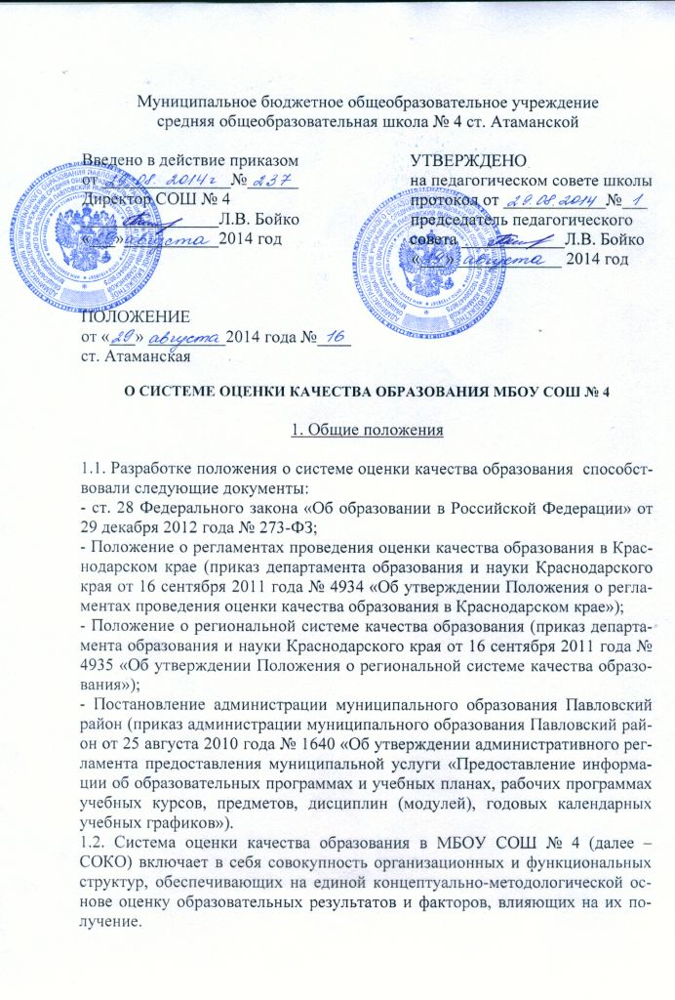 Муниципальное бюджетное общеобразовательное учреждение
средняя общеобразовательная школа № 4 ст. Атаманской
Введено в действие приказом
от 29.08.2014г № 237
Директор СОШ № 4
Л.В. Бойко
« » августа 2014 год
УТВЕРЖДЕНО
на педагогическом совете школы
протокол от 29.08.2014 № 1
председатель педагогического
совета Л.В. Бойко
«29» августа 2014 год
ПОЛОЖЕНИЕ
от «29» августа 2014 года № 16
ст. Атаманская
О СИСТЕМЕ ОЦЕНКИ КАЧЕСТВА ОБРАЗОВАНИЯ МБОУ СОШ № 4
1. Общие положения
1.1. Разработке положения о системе оценки качества образования способст-
вовали следующие документы:
- ст. 28 Федерального закона «Об образовании в Российской Федерации» от
29 декабря 2012 года № 273-ФЗ;
- Положение о регламентах проведения оценки качества образования в Крас-
нодарском крае (приказ департамента образования и науки Краснодарского
края от 16 сентября 2011 года № 4934 «Об утверждении Положения о регла-
ментах проведения оценки качества образования в Краснодарском крае»);
- Положение о региональной системе качества образования (приказ департа-
мента образования и науки Краснодарского края от 16 сентября 2011 года №
4935 «Об утверждении Положения о региональной системе качества образо-
вания»);
- Постановление администрации муниципального образования Павловский
район (приказ администрации муниципального образования Павловский рай-
он от 25 августа 2010 года № 1640 «Об утверждении административного рег-
ламента предоставления муниципальной услуги «Предоставление информа-
ции об образовательных программах и учебных планах, рабочих программах
учебных курсов, предметов, дисциплин (модулей), годовых календарных
учебных графиков»).
1.2. Система оценки качества образования в МБОУ СОШ № 4 (далее –
СОКО) включает в себя совокупность организационных и функциональных
структур, обеспечивающих на единой концептуально-методологической ос-
нове оценку образовательных результатов и факторов, влияющих на их по-
лучение.